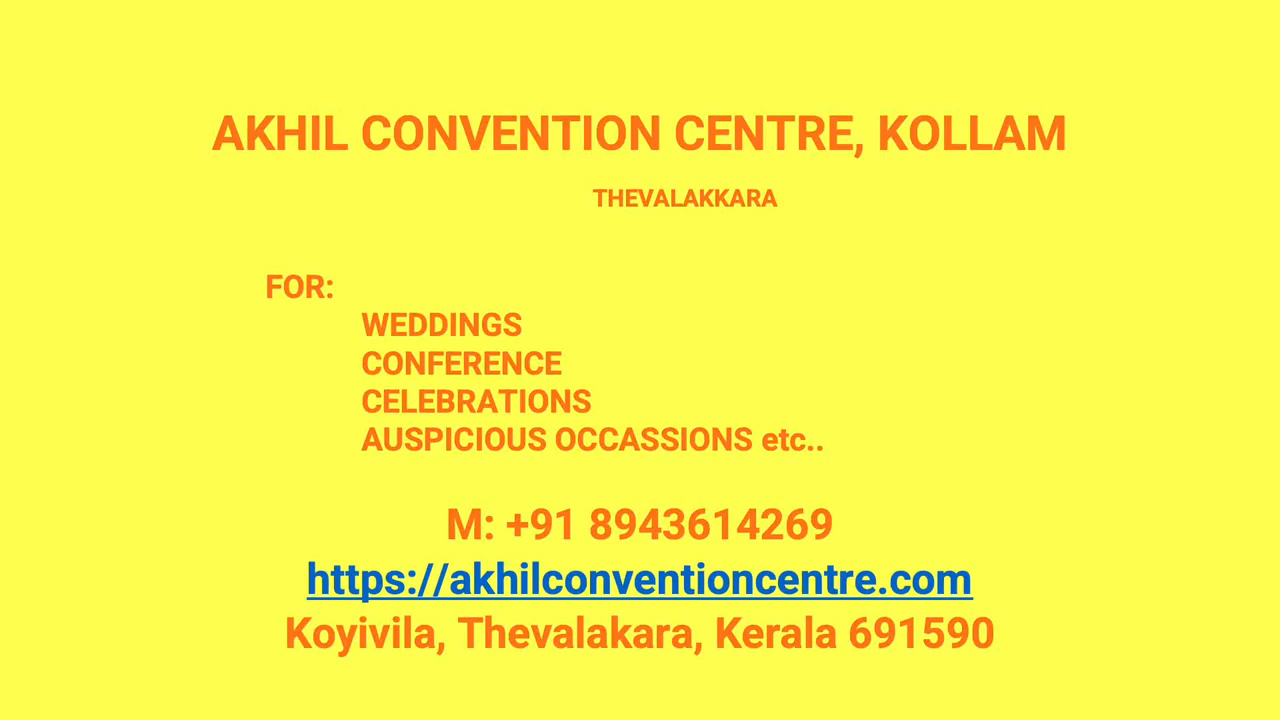 AKHIL CONVENTION CENTRE, KOLLAM
THEVALAKKARA
FOR:
WEDDINGS
CONFERENCE
CELEBRATIONS
AUSPICIOUS OCCASSIONS etc..
M: +91 8943614269
https://akhilconventioncentre.com
Koyivila, Thevalakara, Kerala 691590